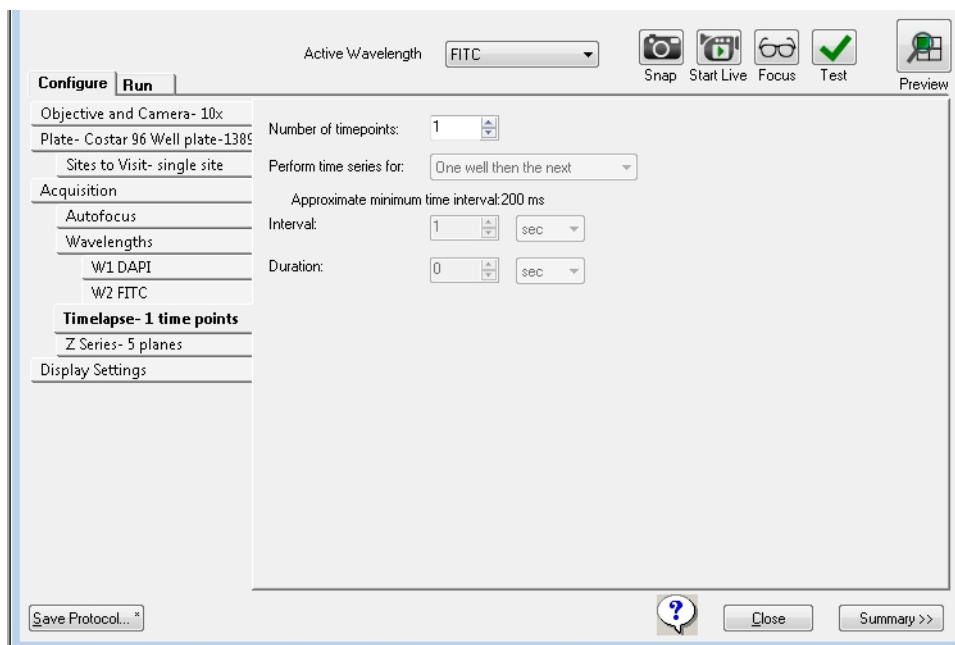 Active Wavelength FITC
Snap Start Live Focus Test Preview
Configure Run
Objective and Camera- 10x
Plate- Costar 96 Well plate-1389
Sites to Visit- single site
Acquisition
Autofocus
Wavelengths
W1 DAPI
W2 FITC
Timelapse- 1 time points
Z Series- 5 planes
Display Settings
Number of timepoints: 1
Perform time series for: One well then the next
Approximate minimum time interval:200 ms
Interval: 1 sec
Duration: 0 sec
Save Protocol... *
?
Close
Summary >>